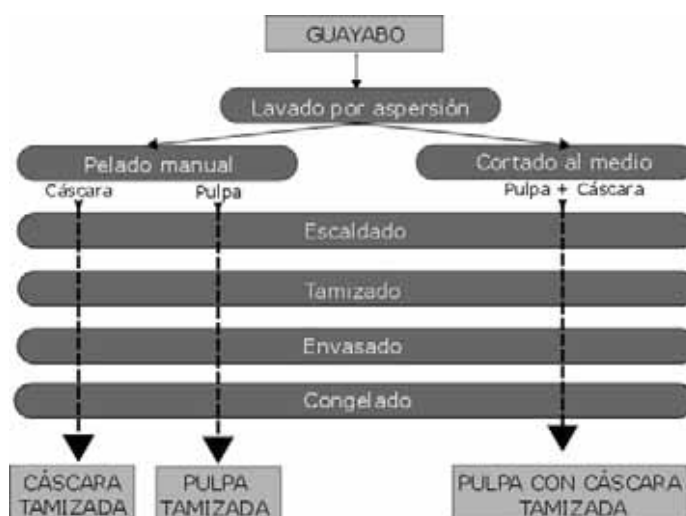 GUAYABO
Lavado por aspersión
Pelado manual
Cortado al medio
Cáscara
Pulpa
Pulpa + Cáscara
Escaldado
Tamizado
Envasado
Congelado
CÁSCARA
TAMIZADA
PULPA
TAMIZADA
PULPA CON CÁSCARA
TAMIZADA